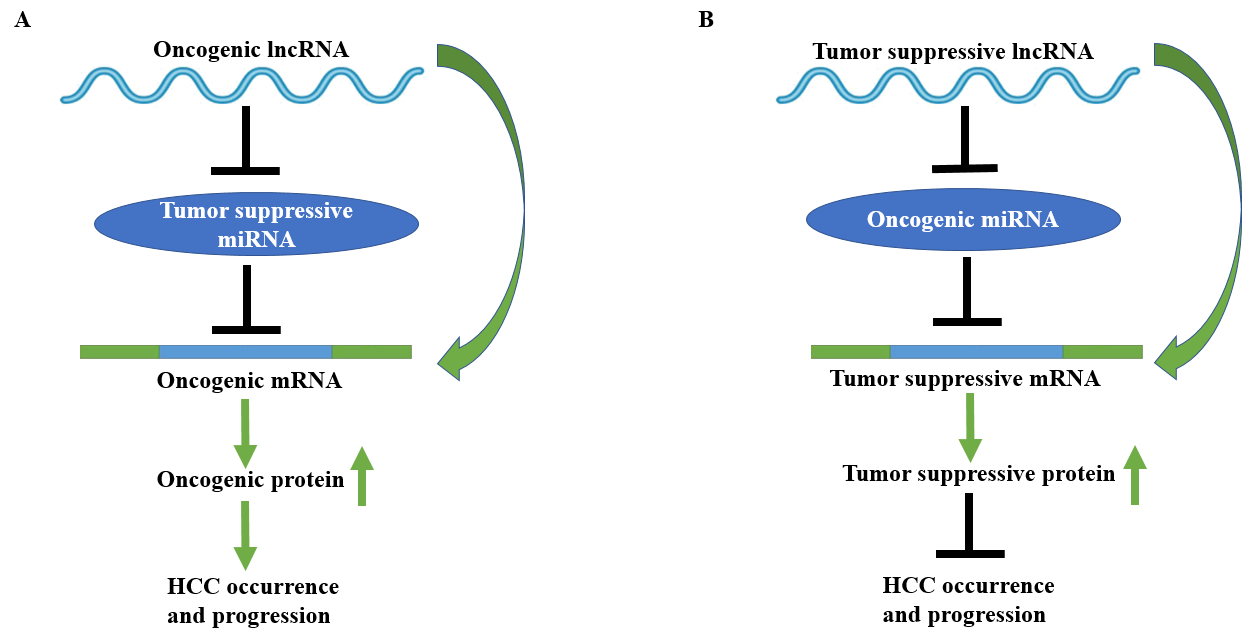 A
Oncogenic lncRNA
Tumor suppressive
miRNA
Oncogenic mRNA
Oncogenic protein
HCC occurrence
and progression
B
Tumor suppressive lncRNA
Oncogenic miRNA
Tumor suppressive mRNA
Tumor suppressive protein
HCC occurrence
and progression